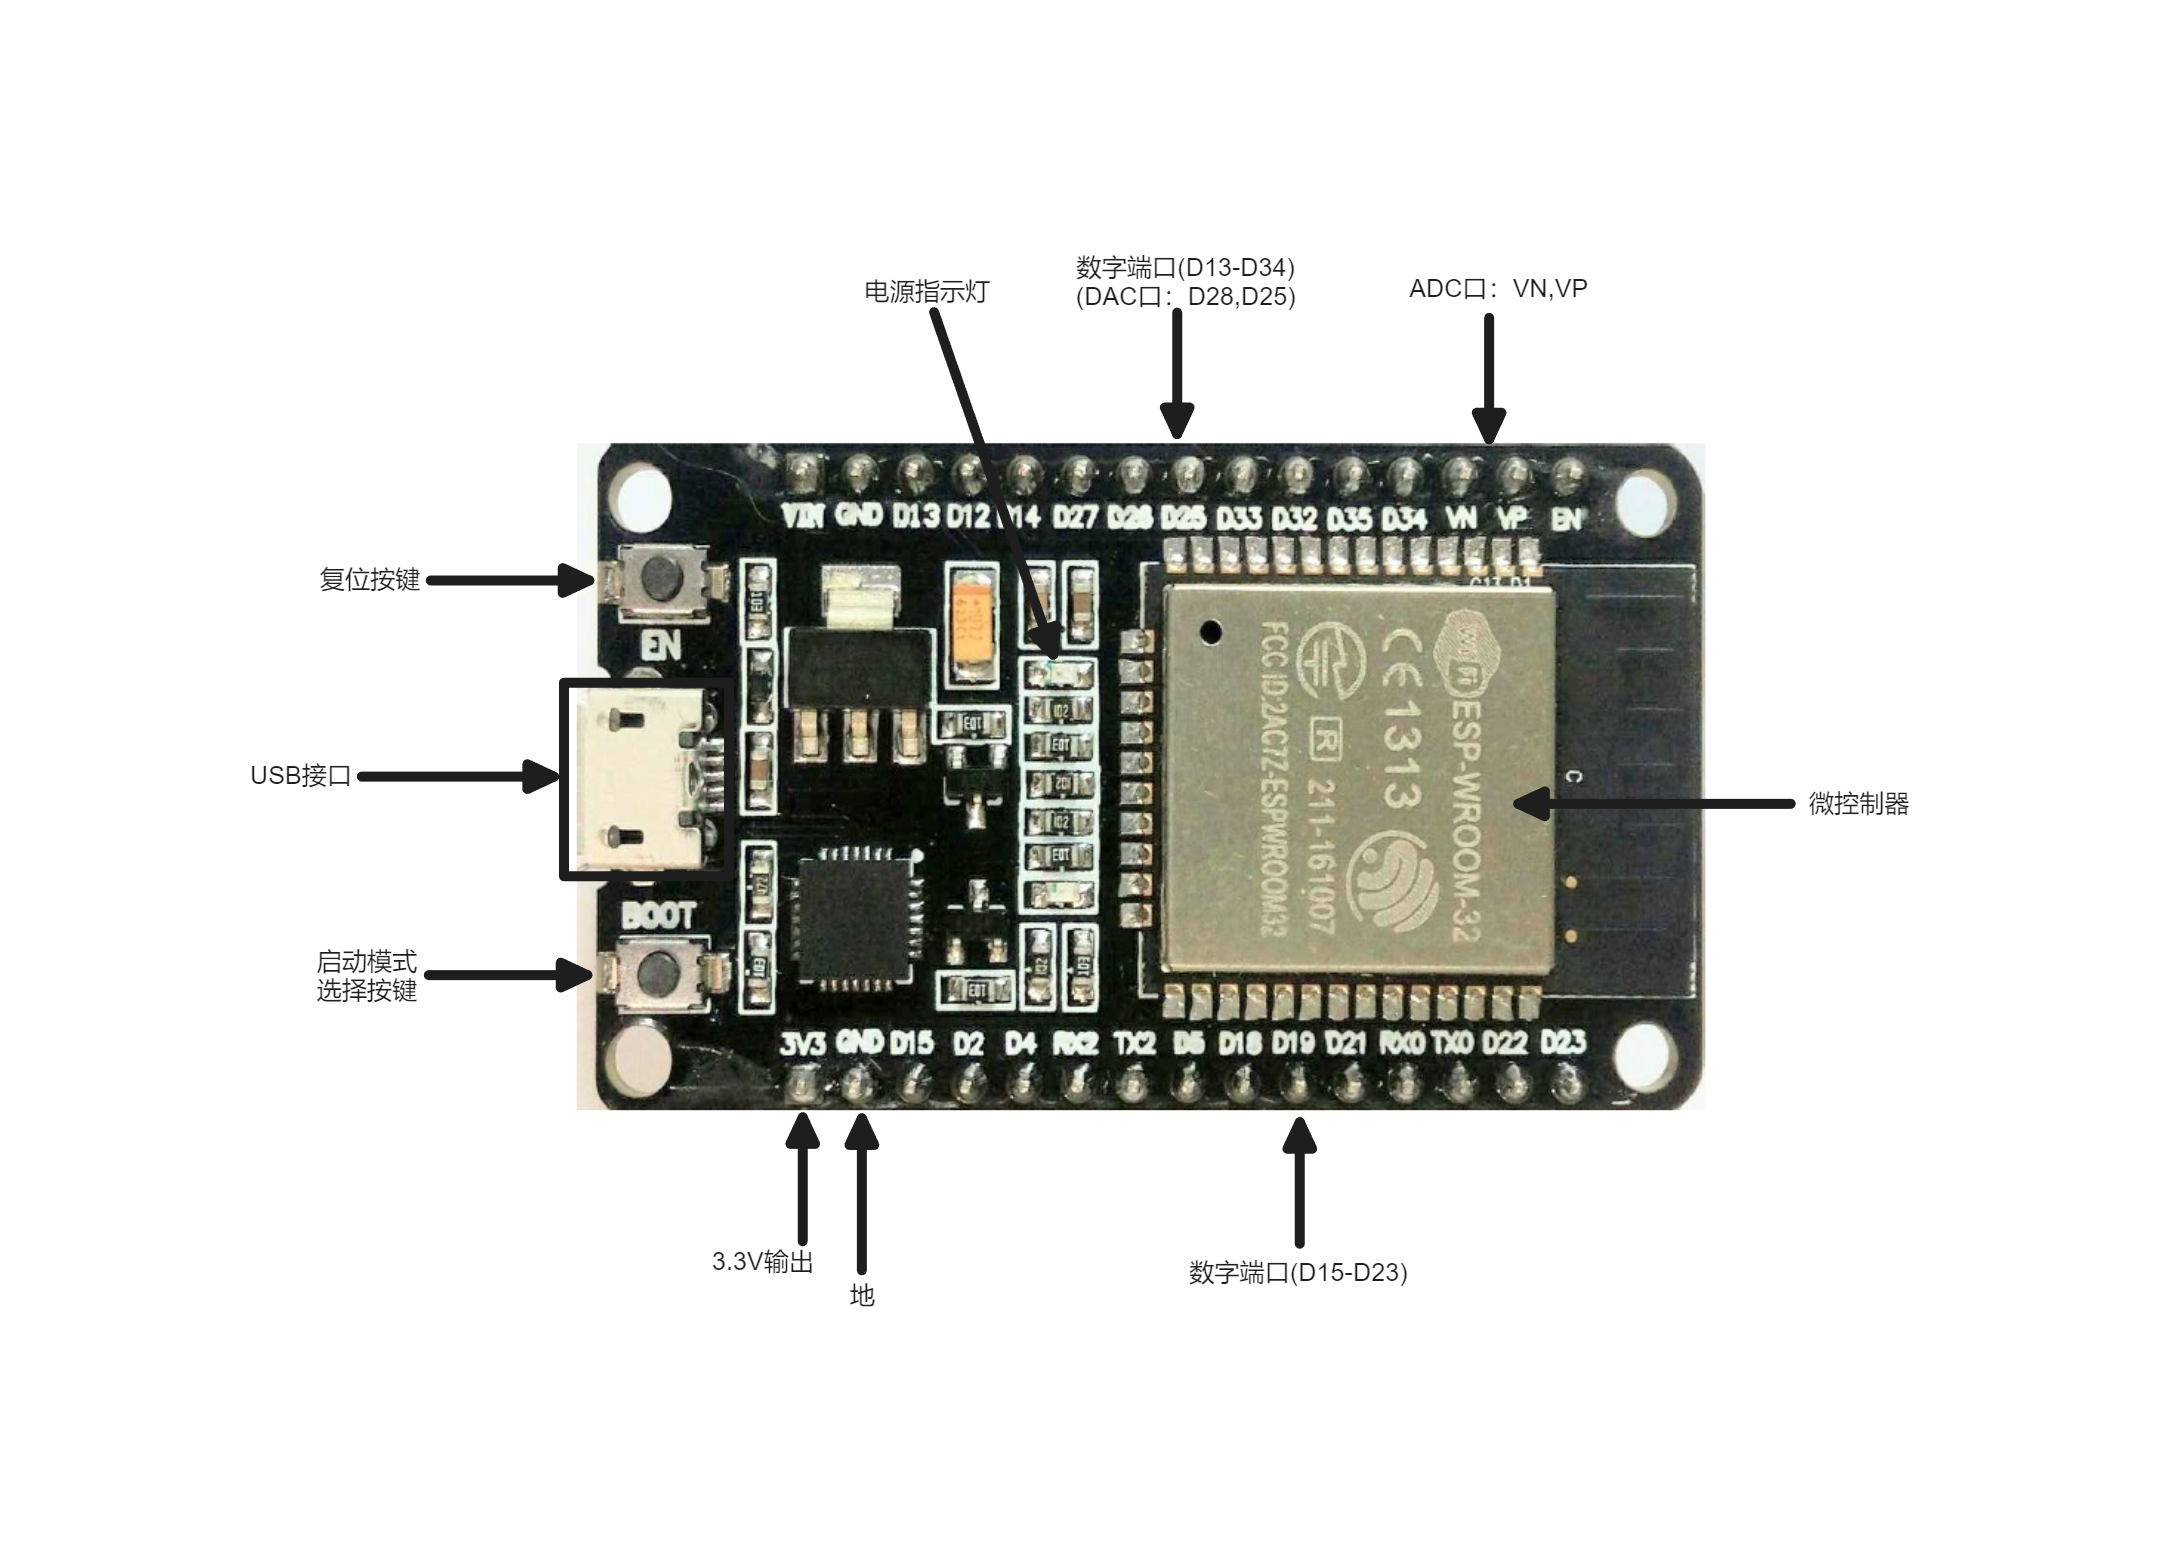 数字端口(D13-D34)
(DAC口：D28,D25)
电源指示灯
ADC口：VN,VP
VIN GND D13 D12 D14 D27 D26 D25 D33 D32 D35 D34 VN VP EN
复位按键
EN
USB接口
BOOT
启动模式
选择按键
103
WiFi
ESP-WROOM-32
CE1313
R 211-161007
FCC ID:2AC7Z-ESPWROOM32
C
微控制器
3V3 GND D15 D2 D4 RX2 TX2 D5 D18 D19 D21 RX0 TX0 D22 D23
3.3V输出
地
数字端口(D15-D23)